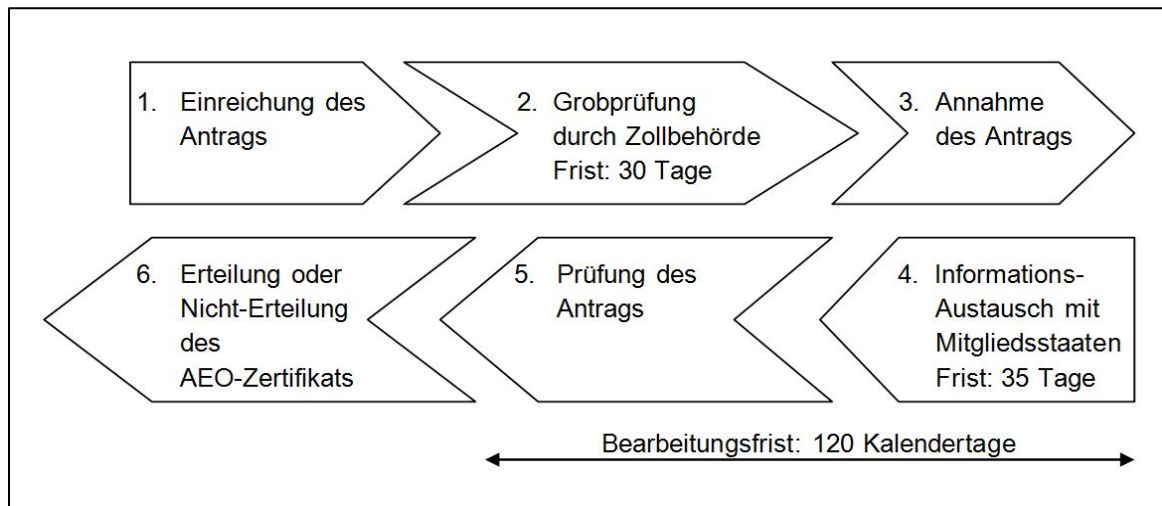 1. Einreichung des
Antrags
2. Grobprüfung
durch Zollbehörde
Frist: 30 Tage
3. Annahme
des Antrags
4. Informations-
Austausch mit
Mitgliedsstaaten
Frist: 35 Tage
5. Prüfung des
Antrags
6. Erteilung oder
Nicht-Erteilung
des
AEO-Zertifikats
Bearbeitungsfrist: 120 Kalendertage